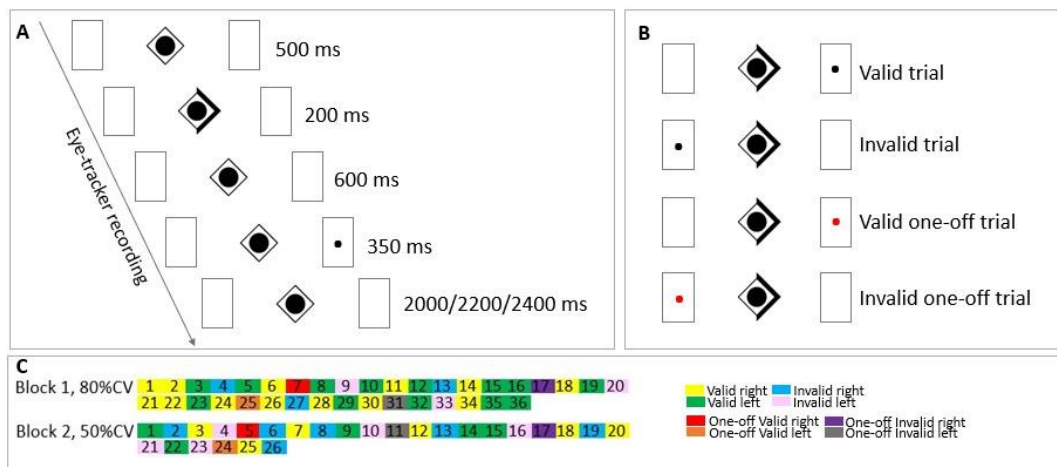 A
500 ms
200 ms
600 ms
350 ms
2000/2200/2400 ms
Eye-tracker recording
B
Valid trial
Invalid trial
Valid one-off trial
Invalid one-off trial
C
Block 1, 80%CV 1 2 3 4 5 6 7 8 9 10 11 12 13 14 15 16 17 18 19 20
21 22 23 24 25 26 27 28 29 30 31 32 33 34 35 36
Block 2, 50%CV 1 2 3 4 5 6 7 8 9 10 11 12 13 14 15 16 17 18 19 20
21 22 23 24 25 26
Valid right Invalid right
Valid left Invalid left
One-off Valid right One-off Invalid right
One-off Valid left One-off Invalid left